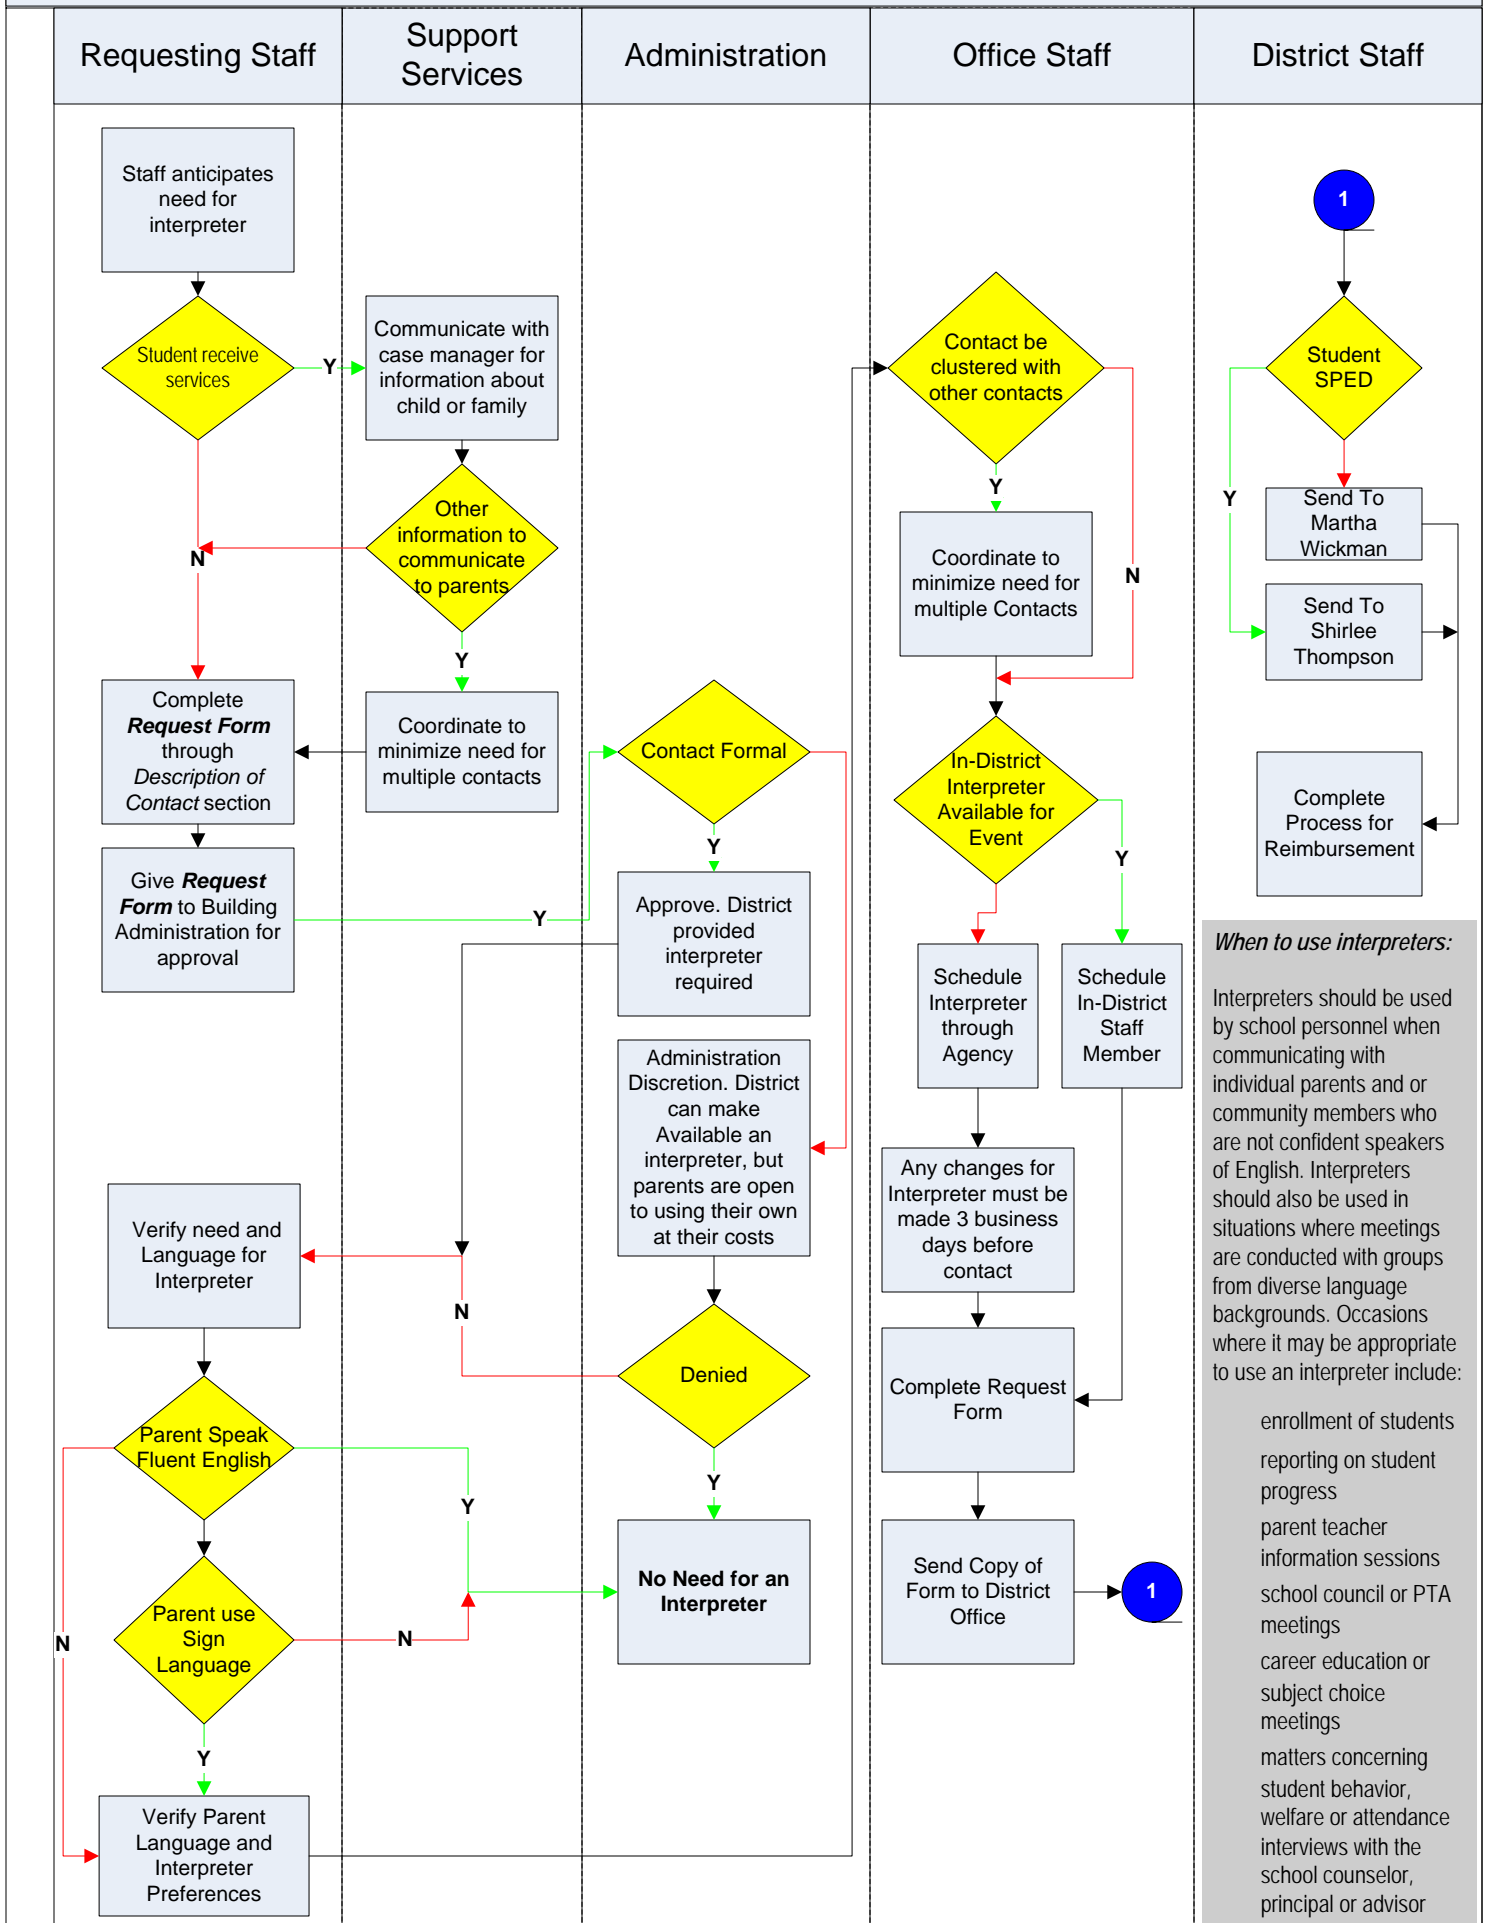 Requesting Staff
Support
Services
Administration
Office Staff
District Staff
Staff anticipates
need for
interpreter
Student receive
services
Y
N
Complete
Request Form
through
Description of
Contact section
Give Request
Form to Building
Administration for
approval
Y
Verify need and
Language for
Interpreter
Parent Speak
Fluent English
Y
N
Parent use
Sign
Language
N
Y
Verify Parent
Language and
Interpreter
Preferences
Communicate with
case manager for
information about
child or family
Other
information to
communicate
to parents
Y
Coordinate to
minimize need for
multiple contacts
Contact Formal
Y
Approve. District
provided
interpreter
required
Administration
Discretion. District
can make
Available an
interpreter, but
parents are open
to using their own
at their costs
N
Denied
Y
No Need for an
Interpreter
Contact be
clustered with
other contacts
Y
N
Coordinate to
minimize need for
multiple Contacts
In-District
Interpreter
Available for
Event
Y
Schedule
Interpreter
through
Agency
Schedule
In-District
Staff
Member
Any changes for
Interpreter must be
made 3 business
days before
contact
Complete Request
Form
Send Copy of
Form to District
Office
1
1
Student
SPED
Y
Send To
Martha
Wickman
Send To
Shirlee
Thompson
Complete
Process for
Reimbursement
When to use interpreters:
Interpreters should be used
by school personnel when
communicating with
individual parents and or
community members who
are not confident speakers
of English. Interpreters
should also be used in
situations where meetings
are conducted with groups
from diverse language
backgrounds. Occasions
where it may be appropriate
to use an interpreter include:
enrollment of students
reporting on student
progress
parent teacher
information sessions
school council or PTA
meetings
career education or
subject choice
meetings
matters concerning
student behavior,
welfare or attendance
interviews with the
school counselor,
principal or advisor